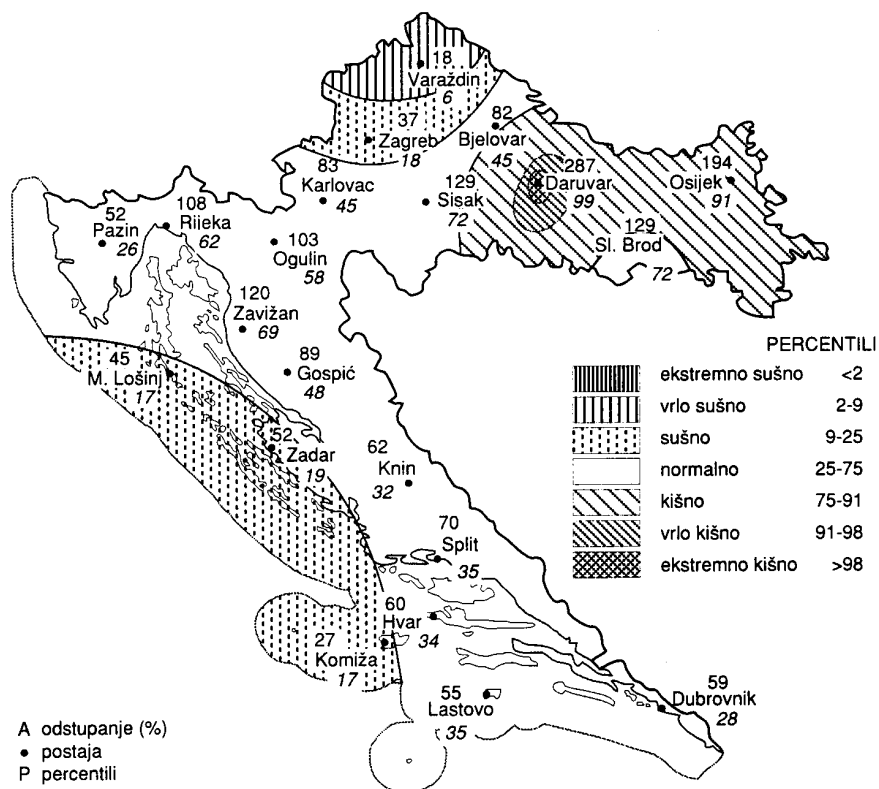 18
Varaždin
6
37
Zagreb
18
82
Bjelovar
45
83
Karlovac
45
129
Sisak
72
287
Daruvar
99
194
Osijek
91
129
Sl. Brod
72
52
Pazin
26
108
Rijeka
62
103
Ogulin
58
120
Zavižan
69
45
M. Lošinj
17
89
Gospić
48
52
Zadar
19
62
Knin
32
70
Split
35
60
Hvar
34
27
Komiža
17
55
Lastovo
35
59
Dubrovnik
28
PERCENTILI
ekstremno sušno <2
vrlo sušno 2-9
sušno 9-25
normalno 25-75
kišno 75-91
vrlo kišno 91-98
ekstremno kišno >98
A odstupanje (%)
• postaja
P percentili